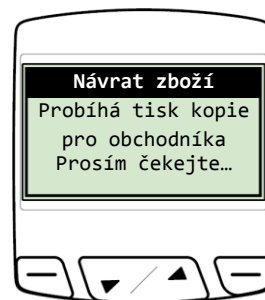 Návrat zboží
Probíhá tisk kopie
pro obchodníka
Prosím čekejte…